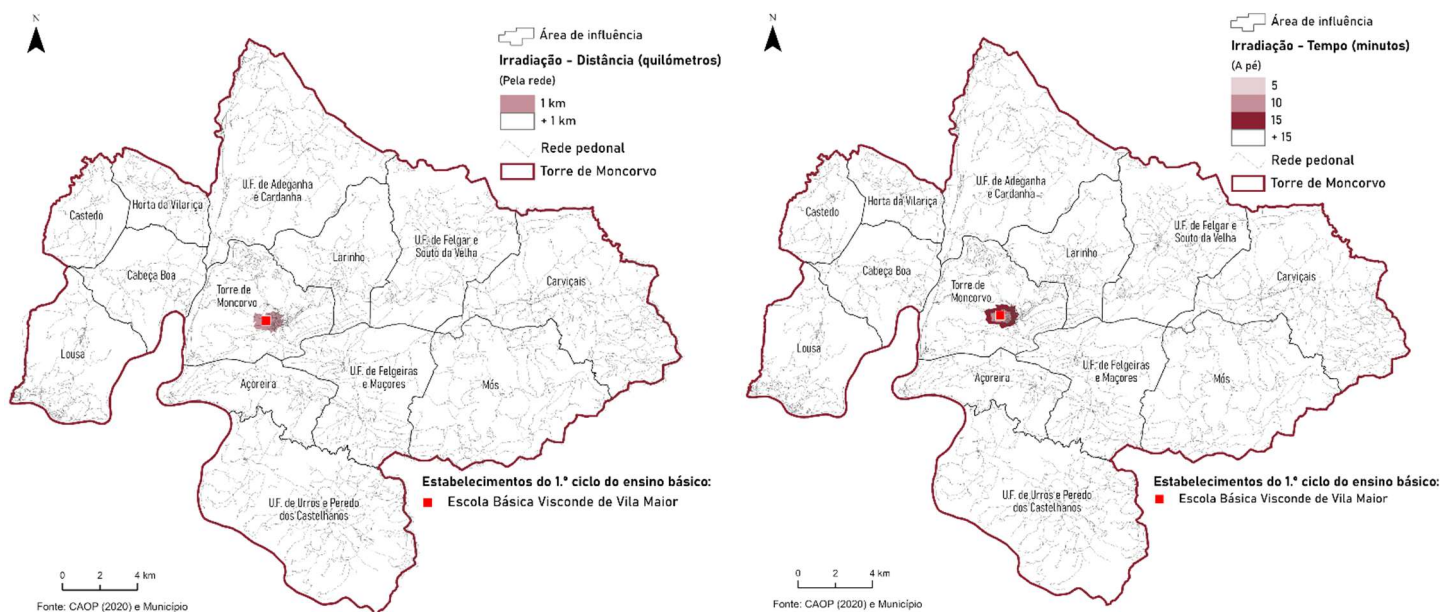 N
Área de influência
Irradiação - Distância (quilómetros)
(Pela rede)
1 km
+ 1 km
Rede pedonal
Torre de Moncorvo
U.F. de Adeganha
e Cardanha
Castedo
Horta da Vilariça
U.F. de Felgar e
Souto da Velha
Larinho
Cabeça Boa
Carviçais
Torre de
Moncorvo
Lousa
U.F. de Felgeiras
e Maçores
Açoreira
Mós
U.F. de Urros e Peredo
dos Castelhanos
Estabelecimentos do 1.º ciclo do ensino básico:
Escola Básica Visconde de Vila Maior
0 2 4 km
Fonte: CAOP (2020) e Município
N
Área de influência
Irradiação - Tempo (minutos)
(A pé)
5
10
15
+ 15
Rede pedonal
Torre de Moncorvo
U.F. de Adeganha
e Cardanha
Castedo
Horta da Vilariça
U.F. de Felgar e
Souto da Velha
Larinho
Cabeça Boa
Carviçais
Torre de
Moncorvo
Lousa
U.F. de Felgeiras
e Maçores
Açoreira
Mós
U.F. de Urros e Peredo
dos Castelhanos
Estabelecimentos do 1.º ciclo do ensino básico:
Escola Básica Visconde de Vila Maior
0 2 4 km
Fonte: CAOP (2020) e Município